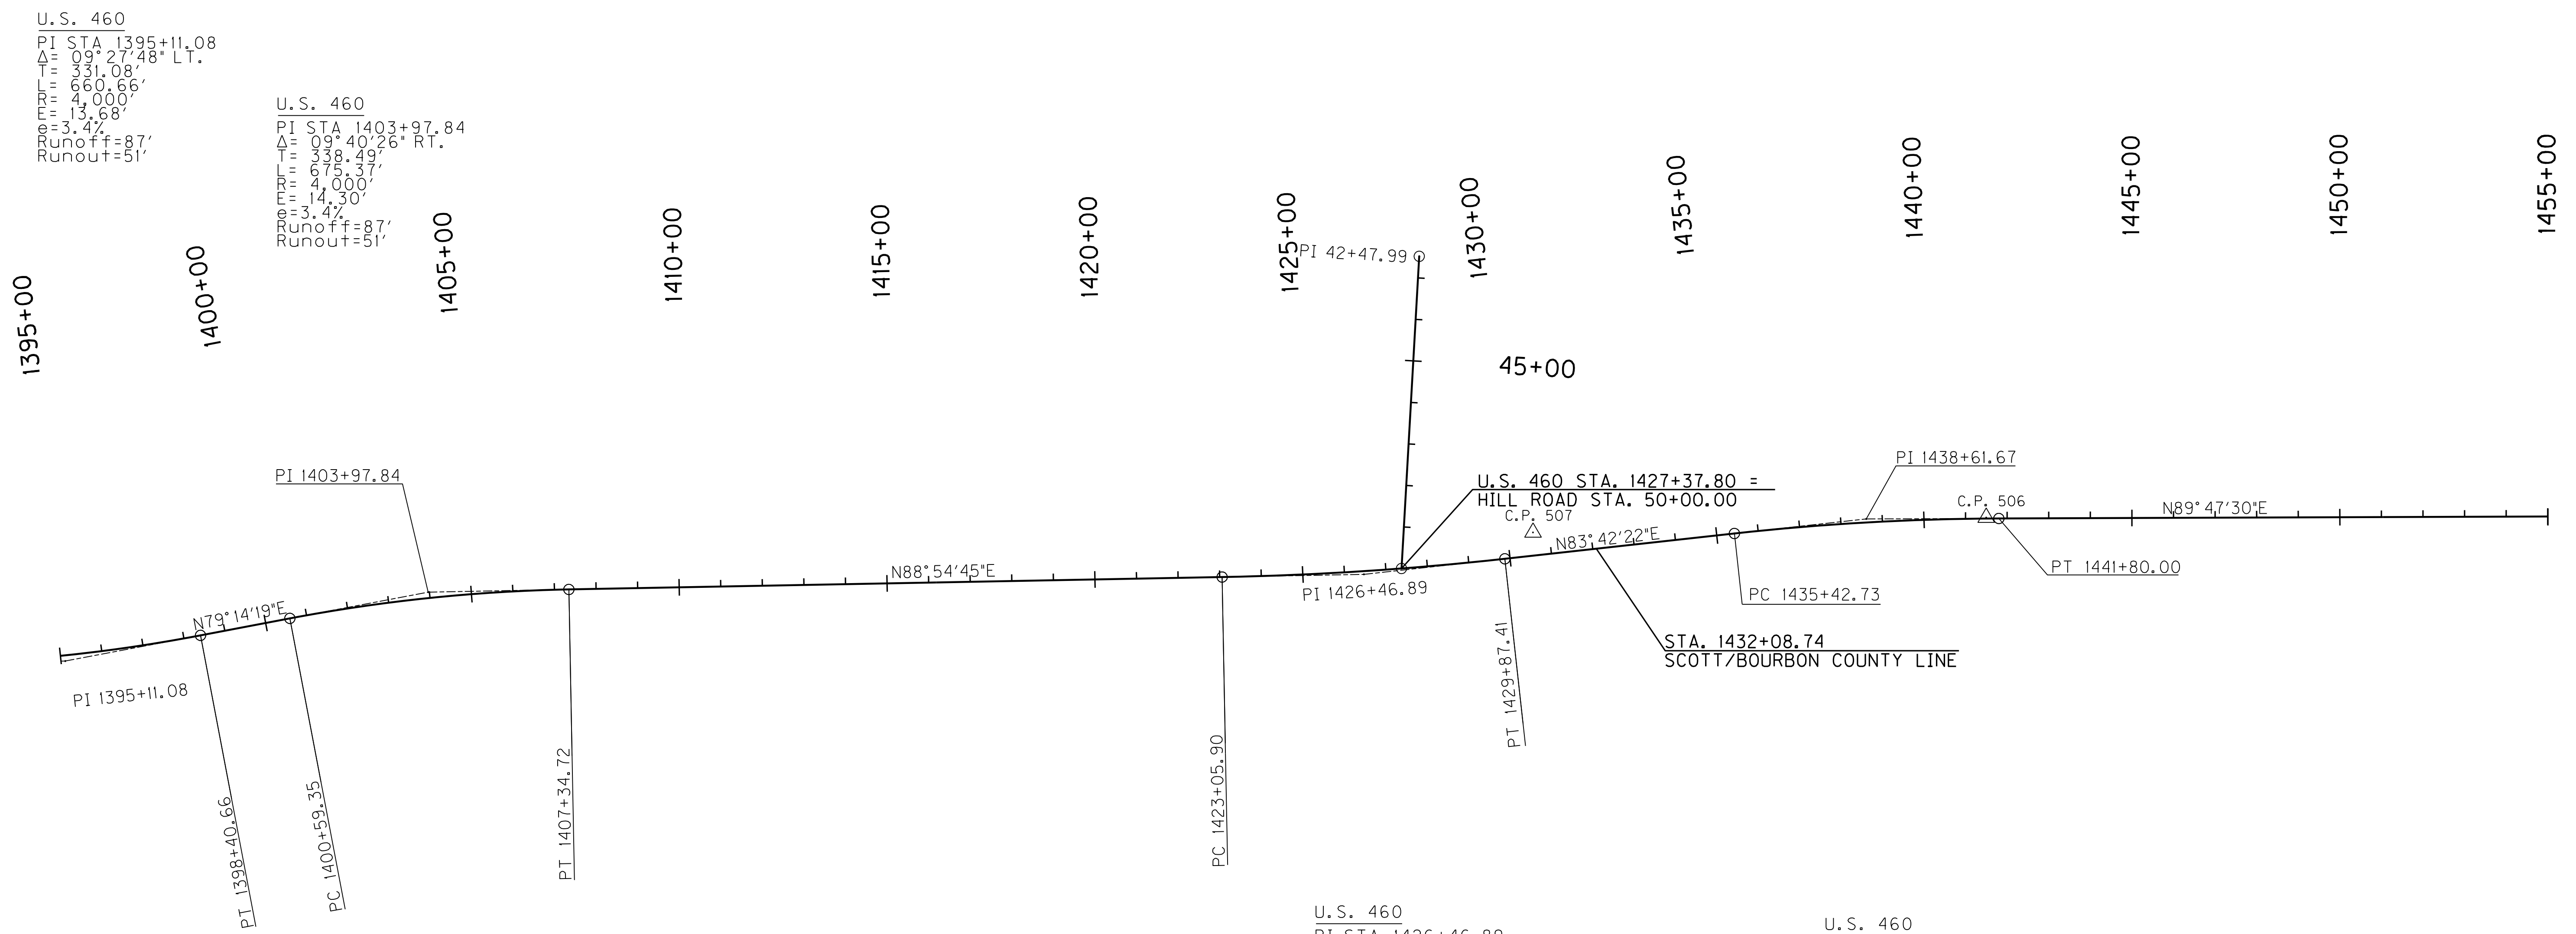 U.S. 460
PI STA 1395+11.08
Δ= 09°27'48" LT.
T= 331.08'
L= 660.66'
R= 4,000'
E= 13.68'
e=3.4%
Runoff=87'
Runout=51'
U.S. 460
PI STA 1403+97.84
Δ= 09°40'26" RT.
T= 338.49'
L= 675.37'
R= 4,000'
E= 14.30'
e=3.4%
Runoff=87'
Runout=51'
1395+00
1400+00
1405+00
1410+00
1415+00
1420+00
1425+00
1430+00
1435+00
1440+00
1445+00
1450+00
1455+00
PI 42+47.99
45+00
PI 1403+97.84
PI 1438+61.67
U.S. 460 STA. 1427+37.80 =
HILL ROAD STA. 50+00.00
C.P. 507
C.P. 506
N89°47'30"E
N83°42'22"E
N88°54'45"E
N79°14'19"E
PI 1426+46.89
PC 1435+42.73
PT 1441+80.00
STA. 1432+08.74
SCOTT/BOURBON COUNTY LINE
PI 1395+11.08
PT 1398+40.66
PC 1400+59.35
PT 1407+34.72
PC 1423+05.90
PT 1429+87.41
U.S. 460
PI STA 1426+46.89
U.S. 460